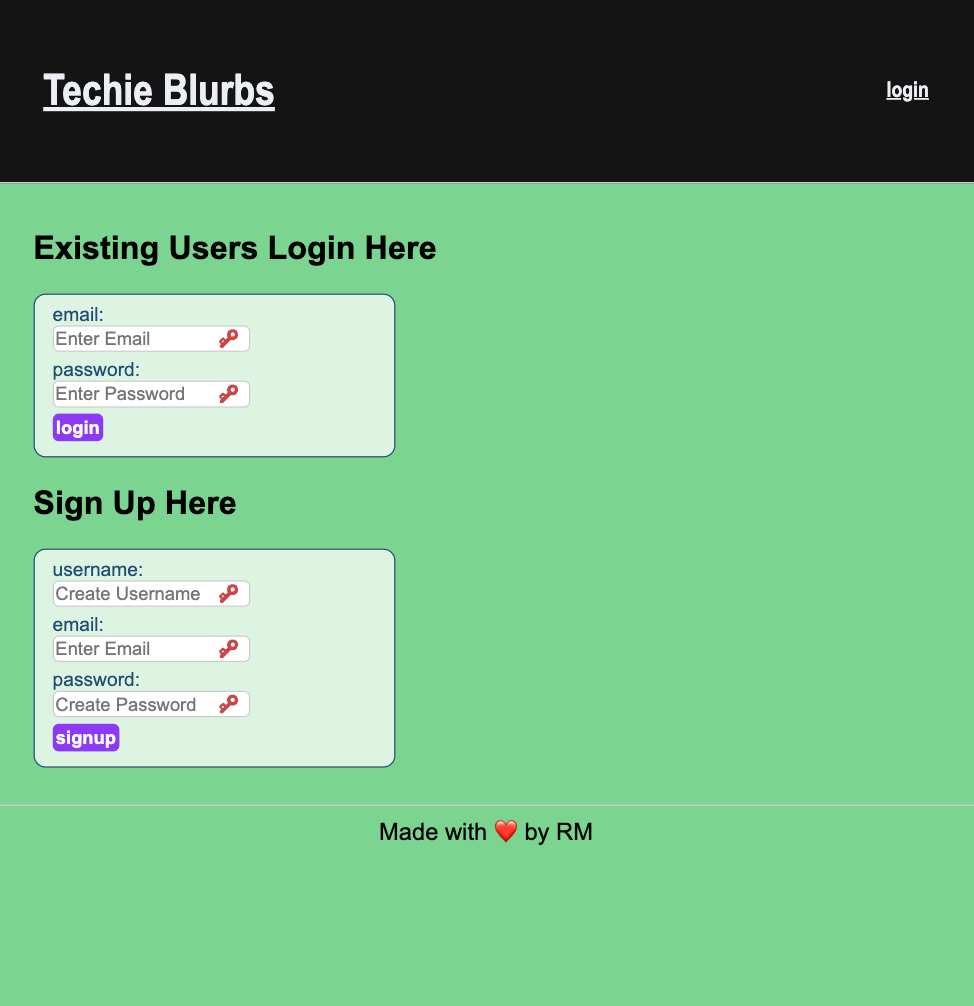 Techie Blurbs
login
Existing Users Login Here
email:
Enter Email
password:
Enter Password
login
Sign Up Here
username:
Create Username
email:
Enter Email
password:
Create Password
signup
Made with ❤️ by RM